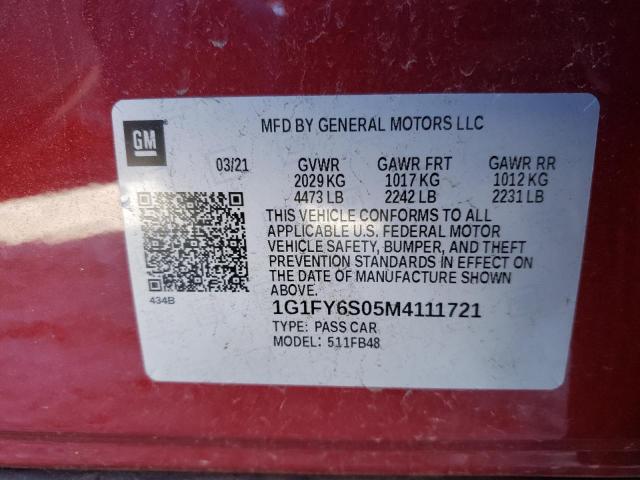 GM
MFD BY GENERAL MOTORS LLC
03/21 GVWR GAWR FRT GAWR RR
2029 KG 1017 KG 1012 KG
4473 LB 2242 LB 2231 LB
THIS VEHICLE CONFORMS TO ALL
APPLICABLE U.S. FEDERAL MOTOR
VEHICLE SAFETY, BUMPER, AND THEFT
PREVENTION STANDARDS IN EFFECT ON
THE DATE OF MANUFACTURE SHOWN
ABOVE.
434B
1G1FY6S05M4111721
TYPE: PASS CAR
MODEL: 511FB48